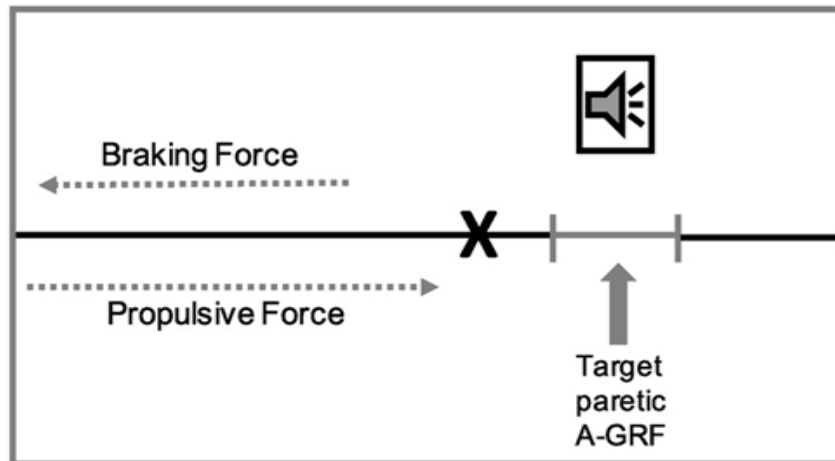 Braking Force
X
Propulsive Force
Target
paretic
A-GRF